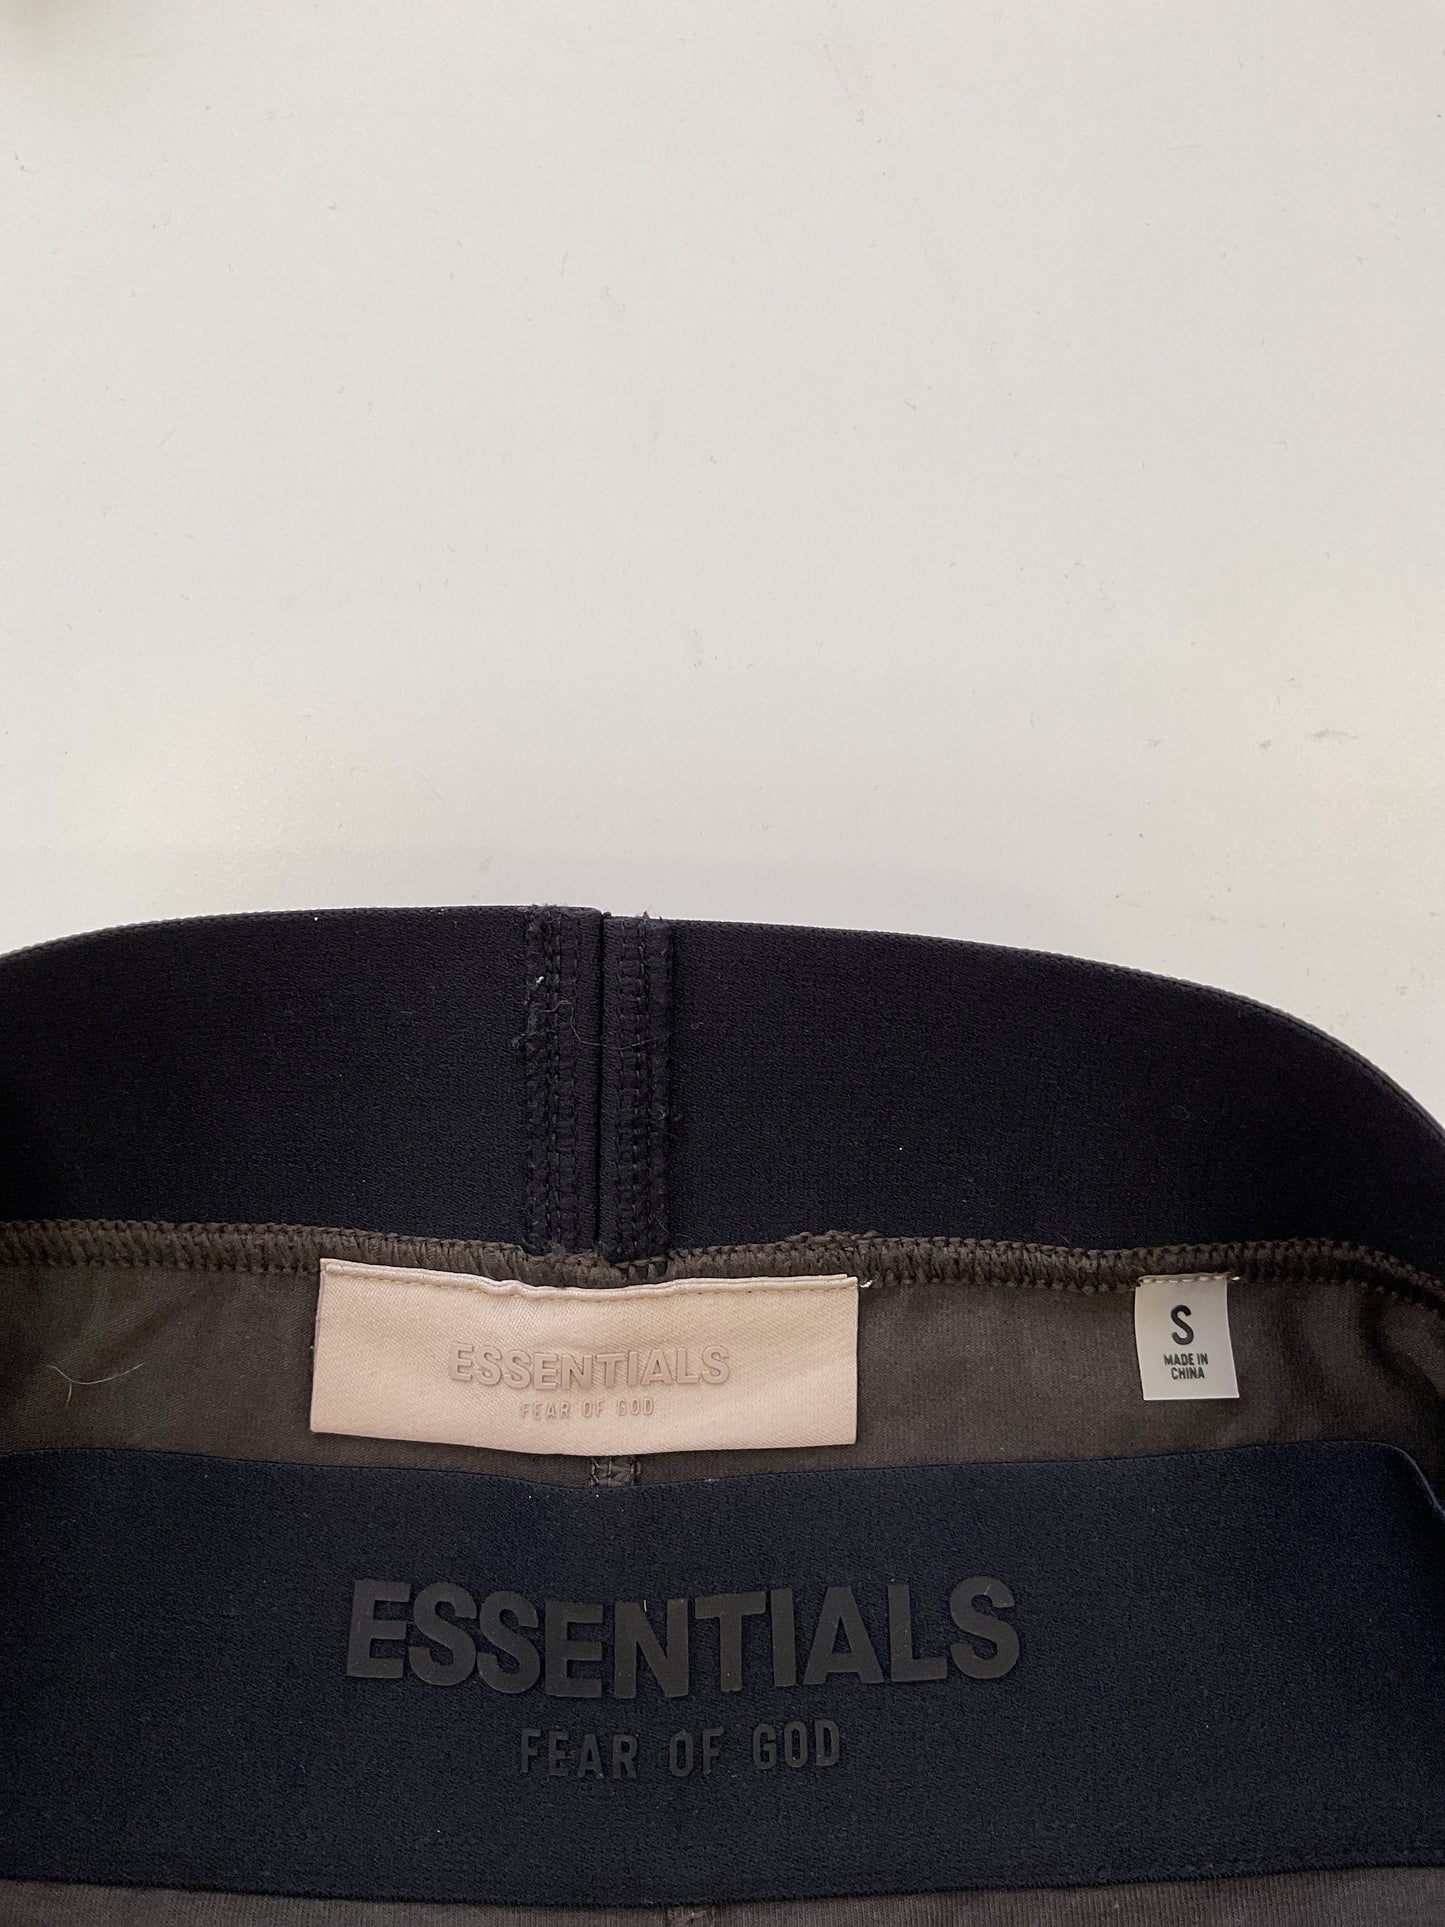 ESSENTIALS
FEAR OF GOD
S
MADE IN
CHINA
ESSENTIALS
FEAR OF GOD